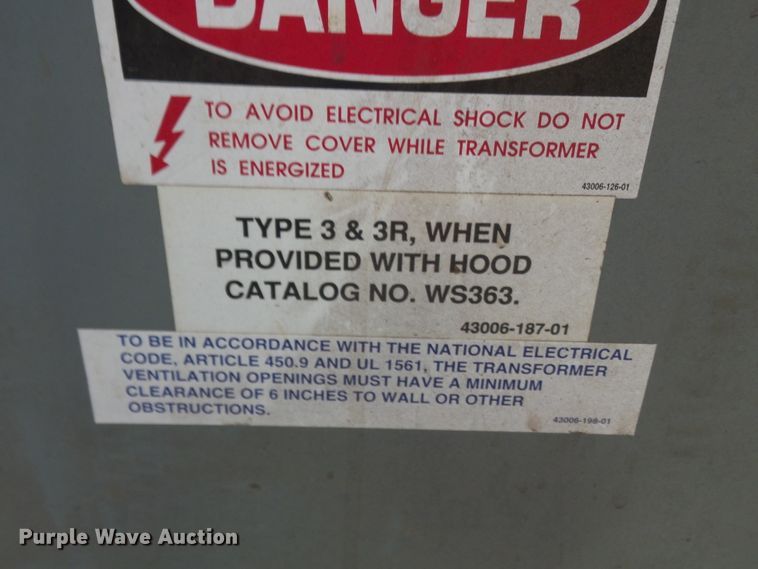 DANGER
TO AVOID ELECTRICAL SHOCK DO NOT
REMOVE COVER WHILE TRANSFORMER
IS ENERGIZED
43006-126-01
TYPE 3 & 3R, WHEN
PROVIDED WITH HOOD
CATALOG NO. WS363.
43006-187-01
TO BE IN ACCORDANCE WITH THE NATIONAL ELECTRICAL
CODE, ARTICLE 450.9 AND UL 1561, THE TRANSFORMER
VENTILATION OPENINGS MUST HAVE A MINIMUM
CLEARANCE OF 6 INCHES TO WALL OR OTHER
OBSTRUCTIONS.
43006-198-01
Purple Wave Auction